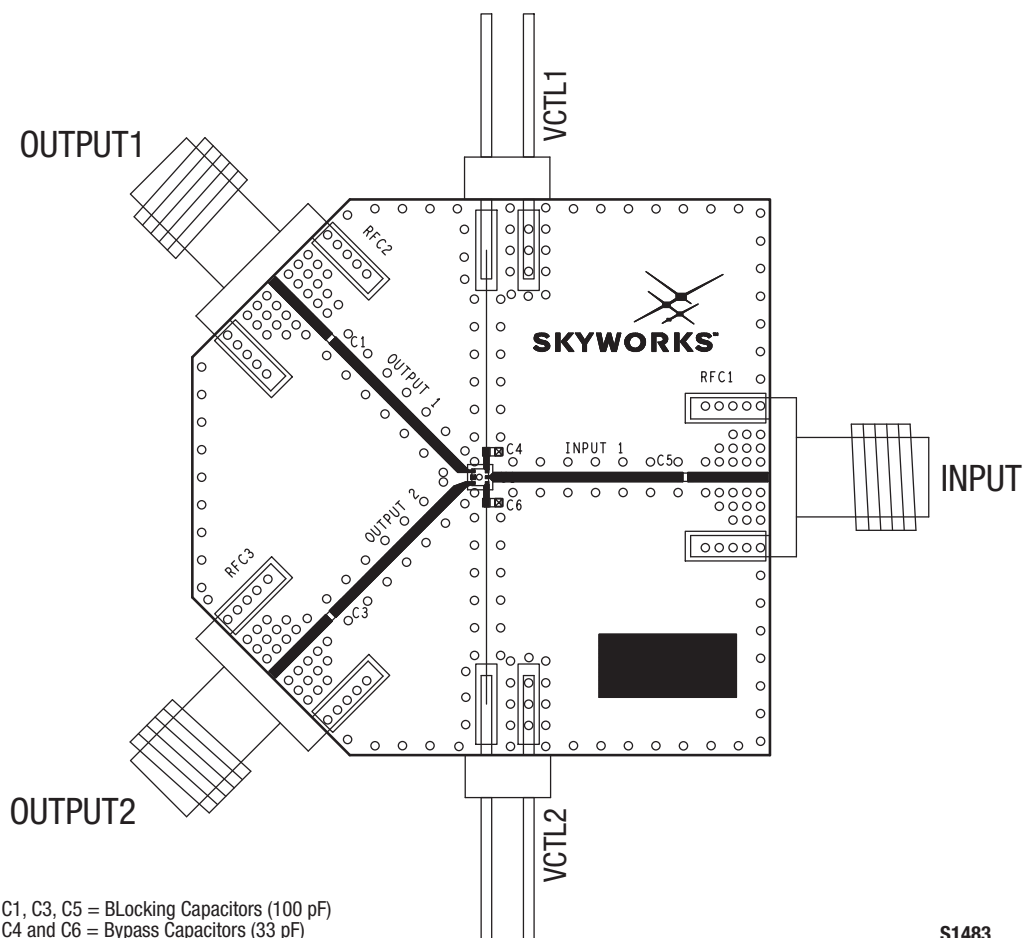 VCTL1
OUTPUT1
RFC2
SKYWORKS
C1
OUTPUT 1
RFC1
C4
INPUT 1
C5
INPUT
C6
OUTPUT 2
RFC3
C3
OUTPUT2
VCTL2
C1, C3, C5 = BLocking Capacitors (100 pF)
C4 and C6 = Bypass Capacitors (33 pF)
S1483